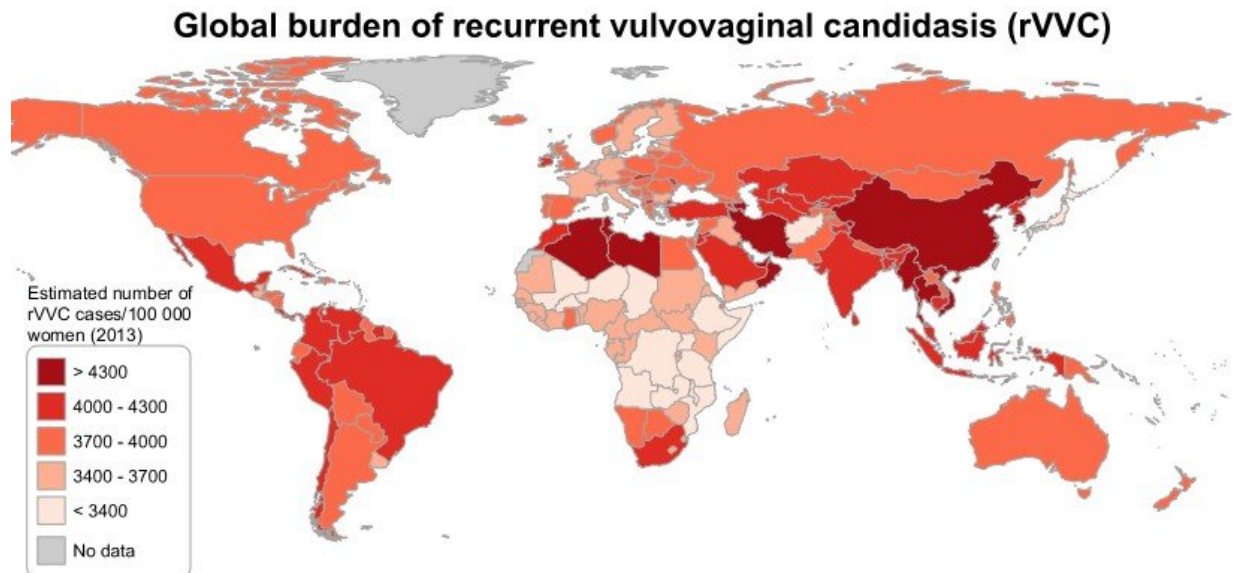 Global burden of recurrent vulvovaginal candidasis (rVVC)
Estimated number of
rVVC cases/100 000
women (2013)
> 4300
4000 - 4300
3700 - 4000
3400 - 3700
< 3400
No data